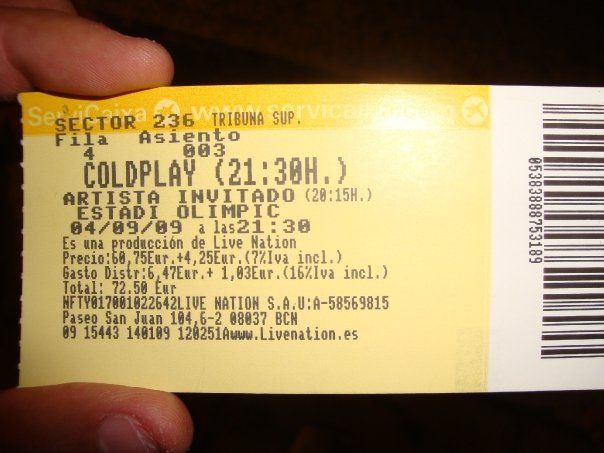 ServiCaixa www.servicaixa
SECTOR 236 TRIBUNA SUP.
Fila Asiento
4 003
COLDPLAY (21:30H.)
ARTISTA INVITADO (20:15H.)
ESTADI OLIMPIC
04/09/09 a las 21:30
Es una producción de Live Nation
Precio:60,75Eur.+4,25Eur.(7%Iva incl.)
Gasto Distr:6,47Eur.+ 1,03Eur.(16%Iva incl.)
Total: 72.50 Eur
NFTY017001022642LIVE NATION S.A.U:A-58569815
Paseo San Juan 104,6-2 08037 BCN
09 15443 140109 120251Awww.Livenation.es
05383888753189